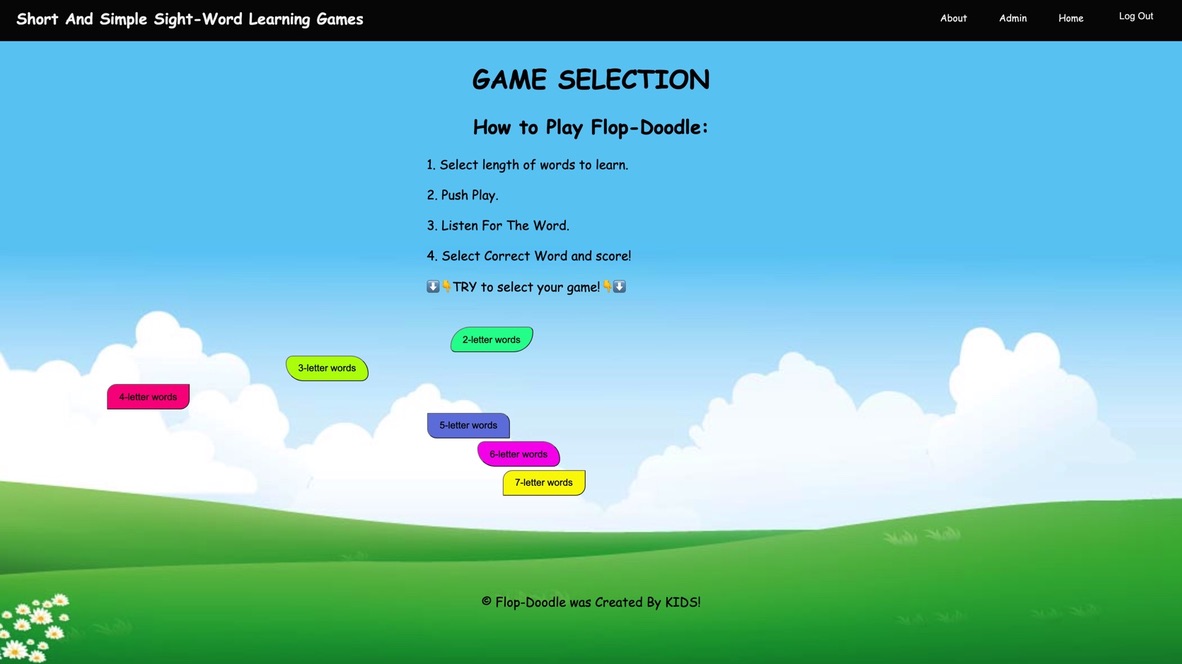 Short And Simple Sight-Word Learning Games
About Admin Home Log Out
GAME SELECTION
How to Play Flop-Doodle:
1. Select length of words to learn.
2. Push Play.
3. Listen For The Word.
4. Select Correct Word and score!
⬇️👇TRY to select your game!👇⬇️
2-letter words
3-letter words
4-letter words
5-letter words
6-letter words
7-letter words
© Flop-Doodle was Created By KIDS!